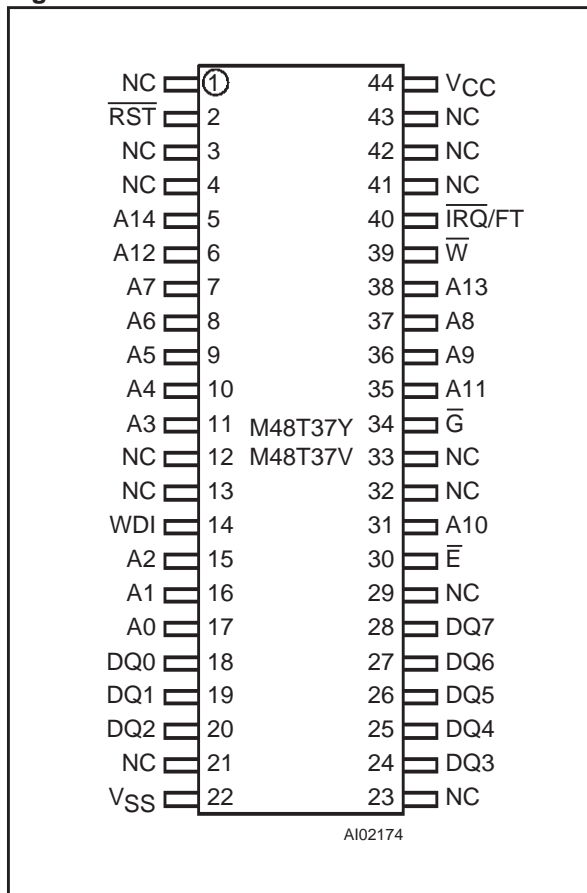 NC 1 44 VCC
RST 2 43 NC
NC 3 42 NC
NC 4 41 NC
A14 5 40 IRQ/FT
A12 6 39 W
A7 7 38 A13
A6 8 37 A8
A5 9 36 A9
A4 10 35 A11
A3 11 M48T37Y 34 G
NC 12 M48T37V 33 NC
NC 13 32 NC
WDI 14 31 A10
A2 15 30 E
A1 16 29 NC
A0 17 28 DQ7
DQ0 18 27 DQ6
DQ1 19 26 DQ5
DQ2 20 25 DQ4
NC 21 24 DQ3
VSS 22 23 NC
AI02174